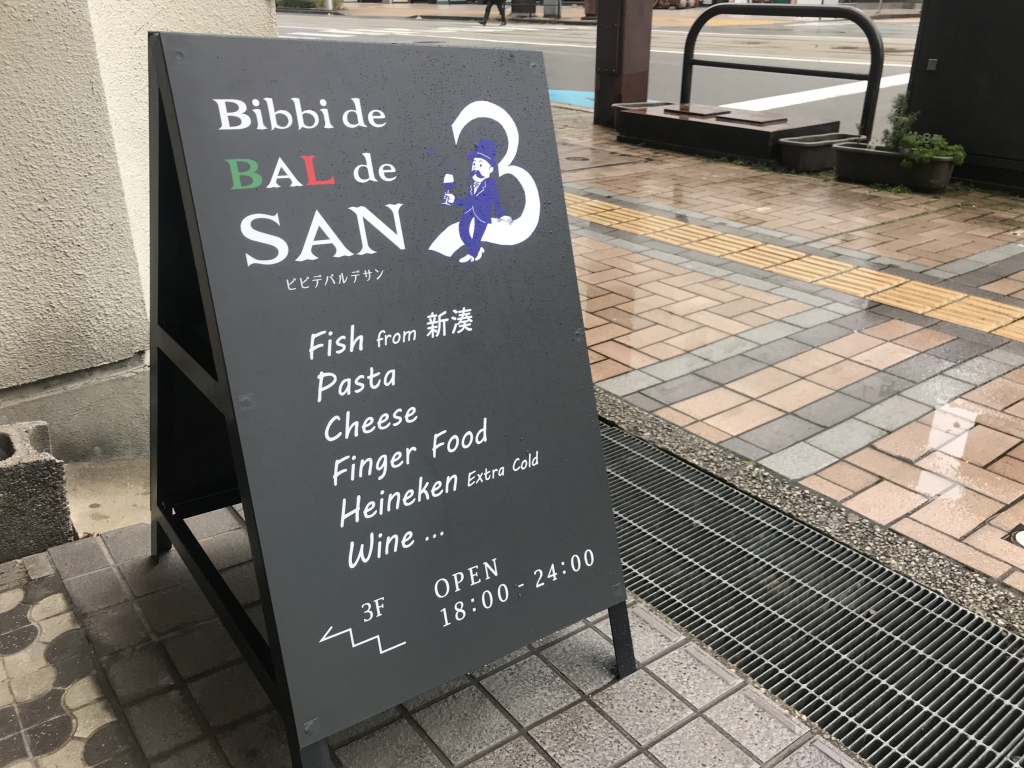 Bibbi de
BAL de
SAN
3
ビビデバルデサン
Fish from 新湊
Pasta
Cheese
Finger Food
Heineken Extra Cold
Wine ...
3F
OPEN
18:00 - 24:00